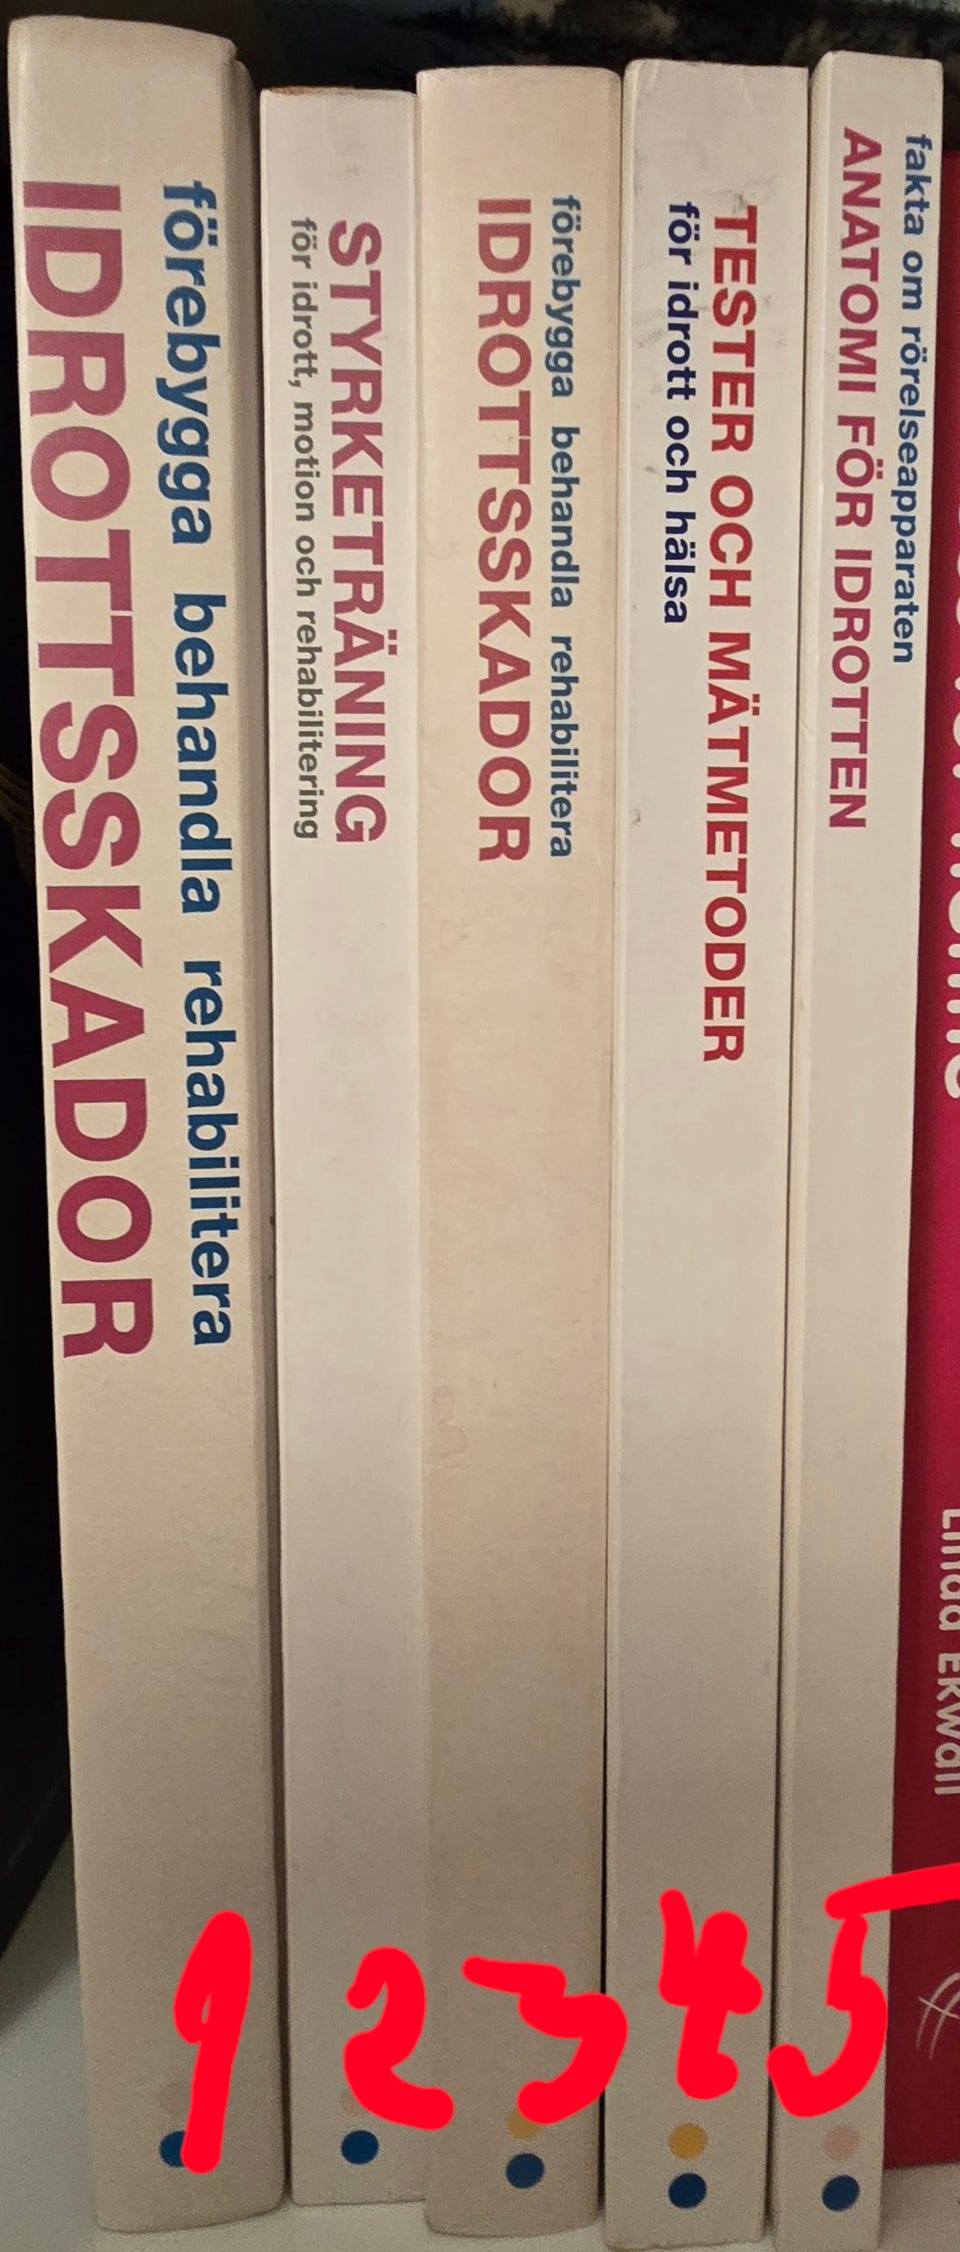 förebygga behandla rehabilitera
IDROTTSSKADOR
STYRKETRÄNING
för idrott, motion och rehabilitering
förebygga behandla rehabilitera
IDROTTSSKADOR
TESTER OCH MÄTMETODER
för idrott och hälsa
fakta om rörelseapparaten
ANATOMI FÖR IDROTTEN
Linda Ekwall
1 2 3 4 5